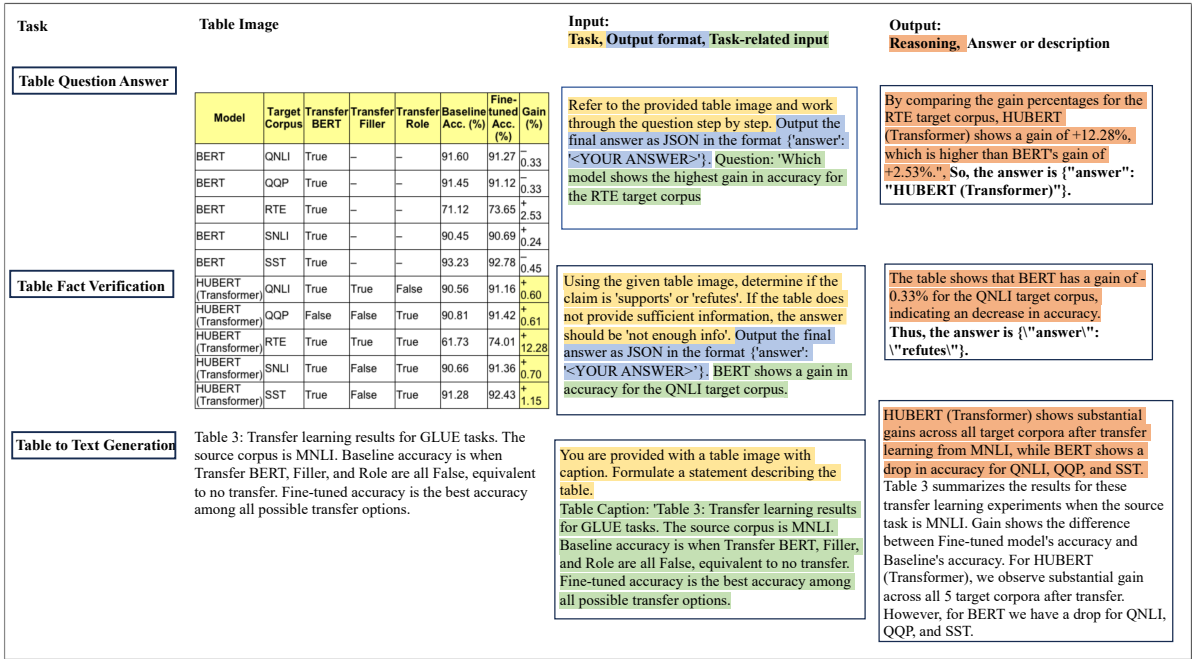 Task
Table Image
Input:
Task, Output format, Task-related input
Output:
Reasoning, Answer or description
Table Question Answer
Model Target Corpus Transfer BERT Transfer Filler Transfer Role Baseline Acc. (%) Fine-tuned Acc. (%) Gain (%)
BERT QNLI True – – 91.60 91.27 – 0.33
BERT QQP True – – 91.45 91.12 – 0.33
BERT RTE True – – 71.12 73.65 + 2.53
BERT SNLI True – – 90.45 90.69 + 0.24
BERT SST True – – 93.23 92.78 – 0.45
HUBERT (Transformer) QNLI True True False 90.56 91.16 + 0.60
HUBERT (Transformer) QQP False False True 90.81 91.42 + 0.61
HUBERT (Transformer) RTE True True True 61.73 74.01 + 12.28
HUBERT (Transformer) SNLI True False True 90.66 91.36 + 0.70
HUBERT (Transformer) SST True False True 91.28 92.43 + 1.15
Refer to the provided table image and work
through the question step by step. Output the
final answer as JSON in the format {'answer':
'<YOUR ANSWER>'}. Question: 'Which
model shows the highest gain in accuracy for
the RTE target corpus
By comparing the gain percentages for the
RTE target corpus, HUBERT
(Transformer) shows a gain of +12.28%,
which is higher than BERT's gain of
+2.53%.", So, the answer is {"answer":
"HUBERT (Transformer)"}.
Table Fact Verification
Using the given table image, determine if the
claim is 'supports' or 'refutes'. If the table does
not provide sufficient information, the answer
should be 'not enough info'. Output the final
answer as JSON in the format {'answer':
'<YOUR ANSWER>'}. BERT shows a gain in
accuracy for the QNLI target corpus.
The table shows that BERT has a gain of -
0.33% for the QNLI target corpus,
indicating an decrease in accuracy.
Thus, the answer is {\"answer\":
\"refutes\"}.
Table to Text Generation
Table 3: Transfer learning results for GLUE tasks. The
source corpus is MNLI. Baseline accuracy is when
Transfer BERT, Filler, and Role are all False, equivalent
to no transfer. Fine-tuned accuracy is the best accuracy
among all possible transfer options.
You are provided with a table image with
caption. Formulate a statement describing the
table.
Table Caption: 'Table 3: Transfer learning results
for GLUE tasks. The source corpus is MNLI.
Baseline accuracy is when Transfer BERT, Filler,
and Role are all False, equivalent to no transfer.
Fine-tuned accuracy is the best accuracy among
all possible transfer options.
HUBERT (Transformer) shows substantial
gains across all target corpora after transfer
learning from MNLI, while BERT shows a
drop in accuracy for QNLI, QQP, and SST.
Table 3 summarizes the results for these
transfer learning experiments when the source
task is MNLI. Gain shows the difference
between Fine-tuned model's accuracy and
Baseline's accuracy. For HUBERT
(Transformer), we observe substantial gain
across all 5 target corpora after transfer.
However, for BERT we have a drop for QNLI,
QQP, and SST.